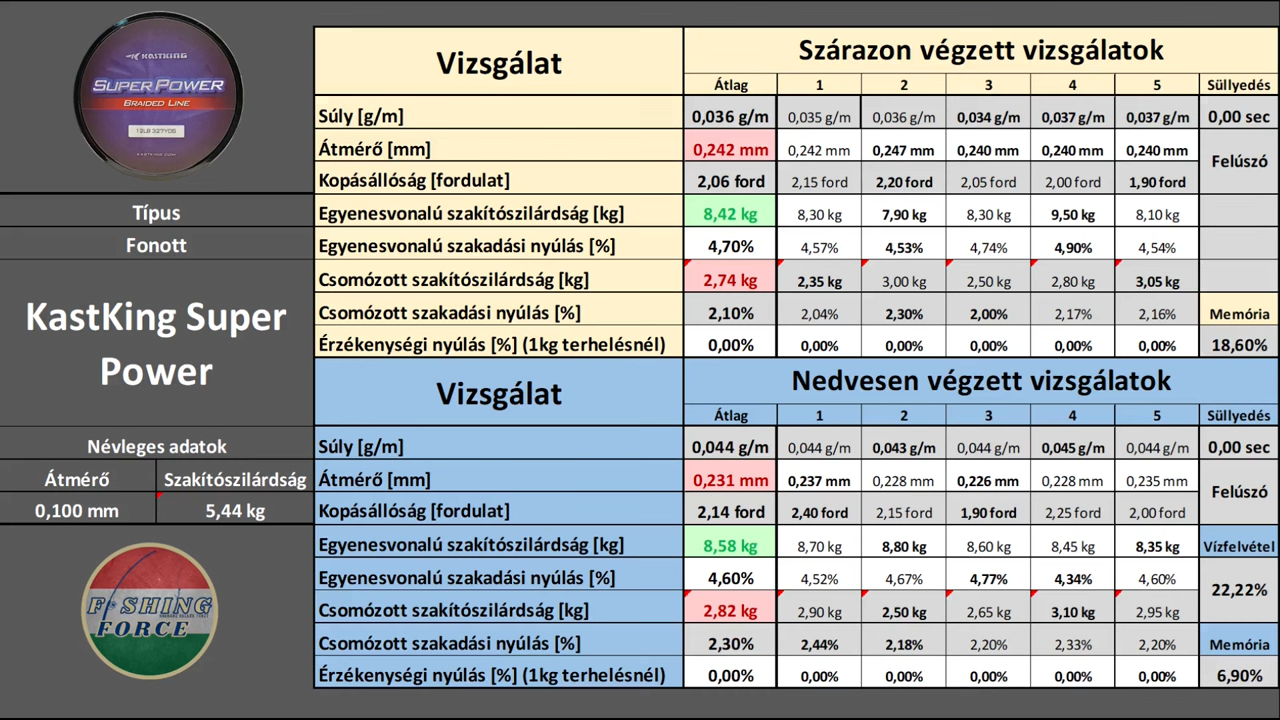 KASTKING
SUPER POWER
BRAIDED LINE
12LB 327YDS
KASTKING.COM
Típus
Fonott
KastKing Super
Power
Névleges adatok
Átmérő Szakítószilárdság
0,100 mm 5,44 kg
FISHING
FORCE
Vizsgálat Szárazon végzett vizsgálatok
Átlag 1 2 3 4 5 Süllyedés
Súly [g/m] 0,036 g/m 0,035 g/m 0,036 g/m 0,034 g/m 0,037 g/m 0,037 g/m 0,00 sec
Átmérő [mm] 0,242 mm 0,242 mm 0,247 mm 0,240 mm 0,240 mm 0,240 mm Felúszó
Kopásállóság [fordulat] 2,06 ford 2,15 ford 2,20 ford 2,05 ford 2,00 ford 1,90 ford
Egyenesvonalú szakítószilárdság [kg] 8,42 kg 8,30 kg 7,90 kg 8,30 kg 9,50 kg 8,10 kg
Egyenesvonalú szakadási nyúlás [%] 4,70% 4,57% 4,53% 4,74% 4,90% 4,54%
Csomózott szakítószilárdság [kg] 2,74 kg 2,35 kg 3,00 kg 2,50 kg 2,80 kg 3,05 kg
Csomózott szakadási nyúlás [%] 2,10% 2,04% 2,30% 2,00% 2,17% 2,16% Memória
Érzékenységi nyúlás [%] (1kg terhelésnél) 0,00% 0,00% 0,00% 0,00% 0,00% 0,00% 18,60%
Vizsgálat Nedvesen végzett vizsgálatok
Átlag 1 2 3 4 5 Süllyedés
Súly [g/m] 0,044 g/m 0,044 g/m 0,043 g/m 0,044 g/m 0,045 g/m 0,044 g/m 0,00 sec
Átmérő [mm] 0,231 mm 0,237 mm 0,228 mm 0,226 mm 0,228 mm 0,235 mm Felúszó
Kopásállóság [fordulat] 2,14 ford 2,40 ford 2,15 ford 1,90 ford 2,25 ford 2,00 ford
Egyenesvonalú szakítószilárdság [kg] 8,58 kg 8,70 kg 8,80 kg 8,60 kg 8,45 kg 8,35 kg Vízfelvétel
Egyenesvonalú szakadási nyúlás [%] 4,60% 4,52% 4,67% 4,77% 4,34% 4,60% 22,22%
Csomózott szakítószilárdság [kg] 2,82 kg 2,90 kg 2,50 kg 2,65 kg 3,10 kg 2,95 kg
Csomózott szakadási nyúlás [%] 2,30% 2,44% 2,18% 2,20% 2,33% 2,20% Memória
Érzékenységi nyúlás [%] (1kg terhelésnél) 0,00% 0,00% 0,00% 0,00% 0,00% 0,00% 6,90%